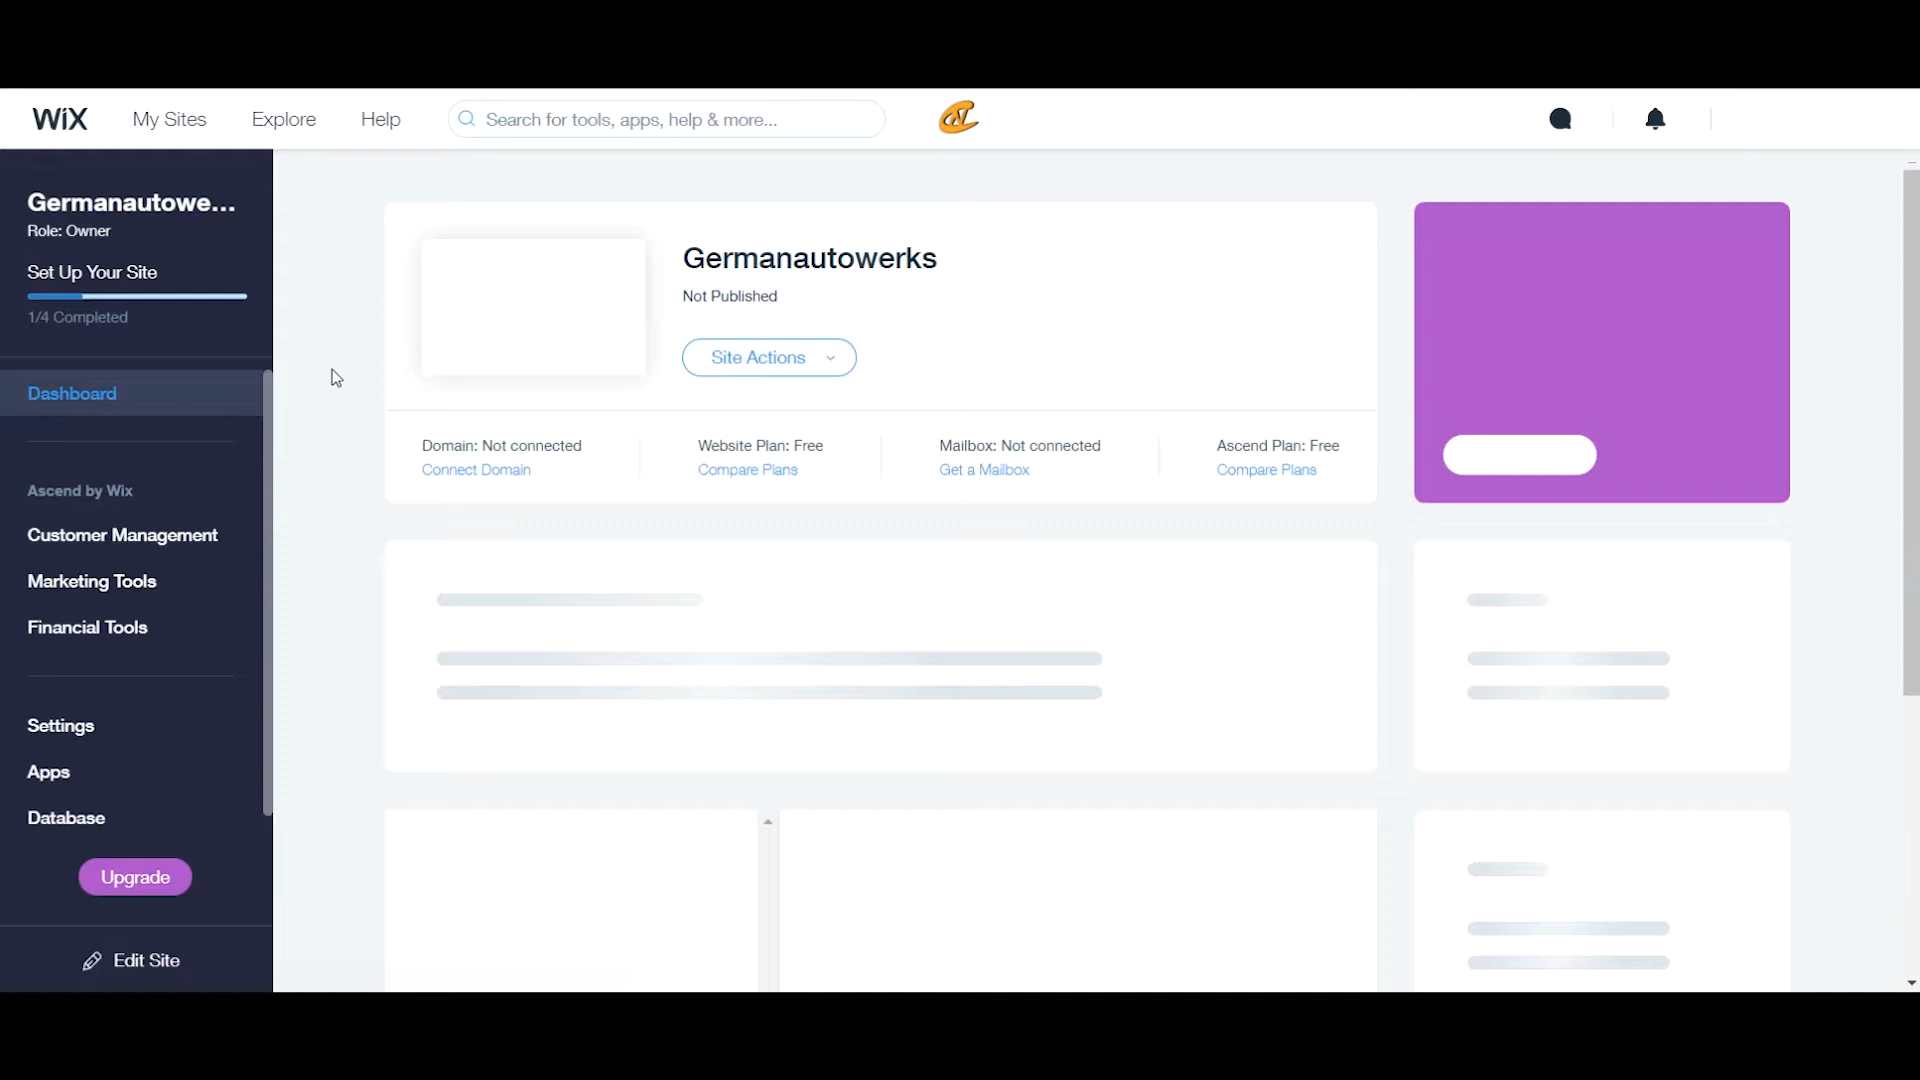 WiX
My Sites
Explore
Help
Search for tools, apps, help & more...
Germanautowe...
Role: Owner
Set Up Your Site
1/4 Completed
Dashboard
Ascend by Wix
Customer Management
Marketing Tools
Financial Tools
Settings
Apps
Database
Upgrade
Edit Site
Germanautowerks
Not Published
Site Actions
Domain: Not connected
Connect Domain
Website Plan: Free
Compare Plans
Mailbox: Not connected
Get a Mailbox
Ascend Plan: Free
Compare Plans